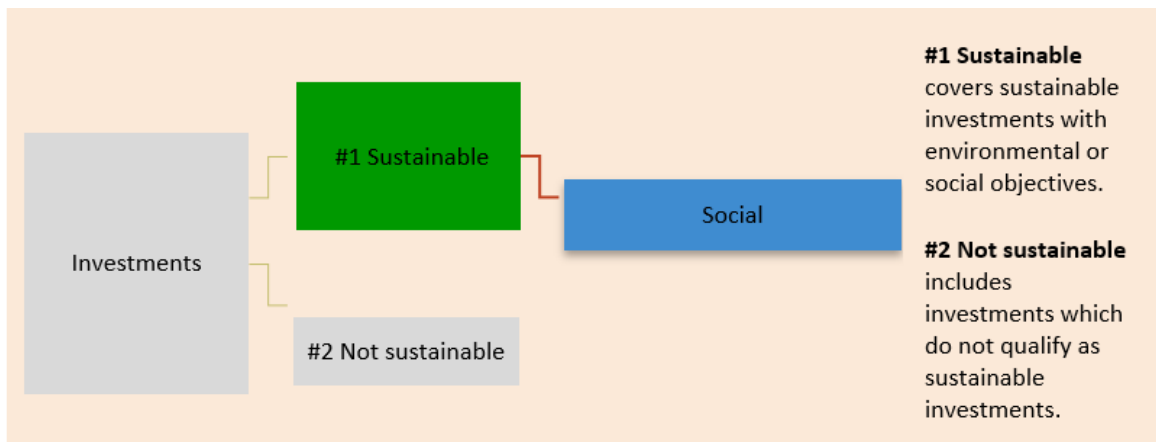 Investments
#1 Sustainable
#2 Not sustainable
Social
#1 Sustainable
covers sustainable
investments with
environmental or
social objectives.
#2 Not sustainable
includes
investments which
do not qualify as
sustainable
investments.